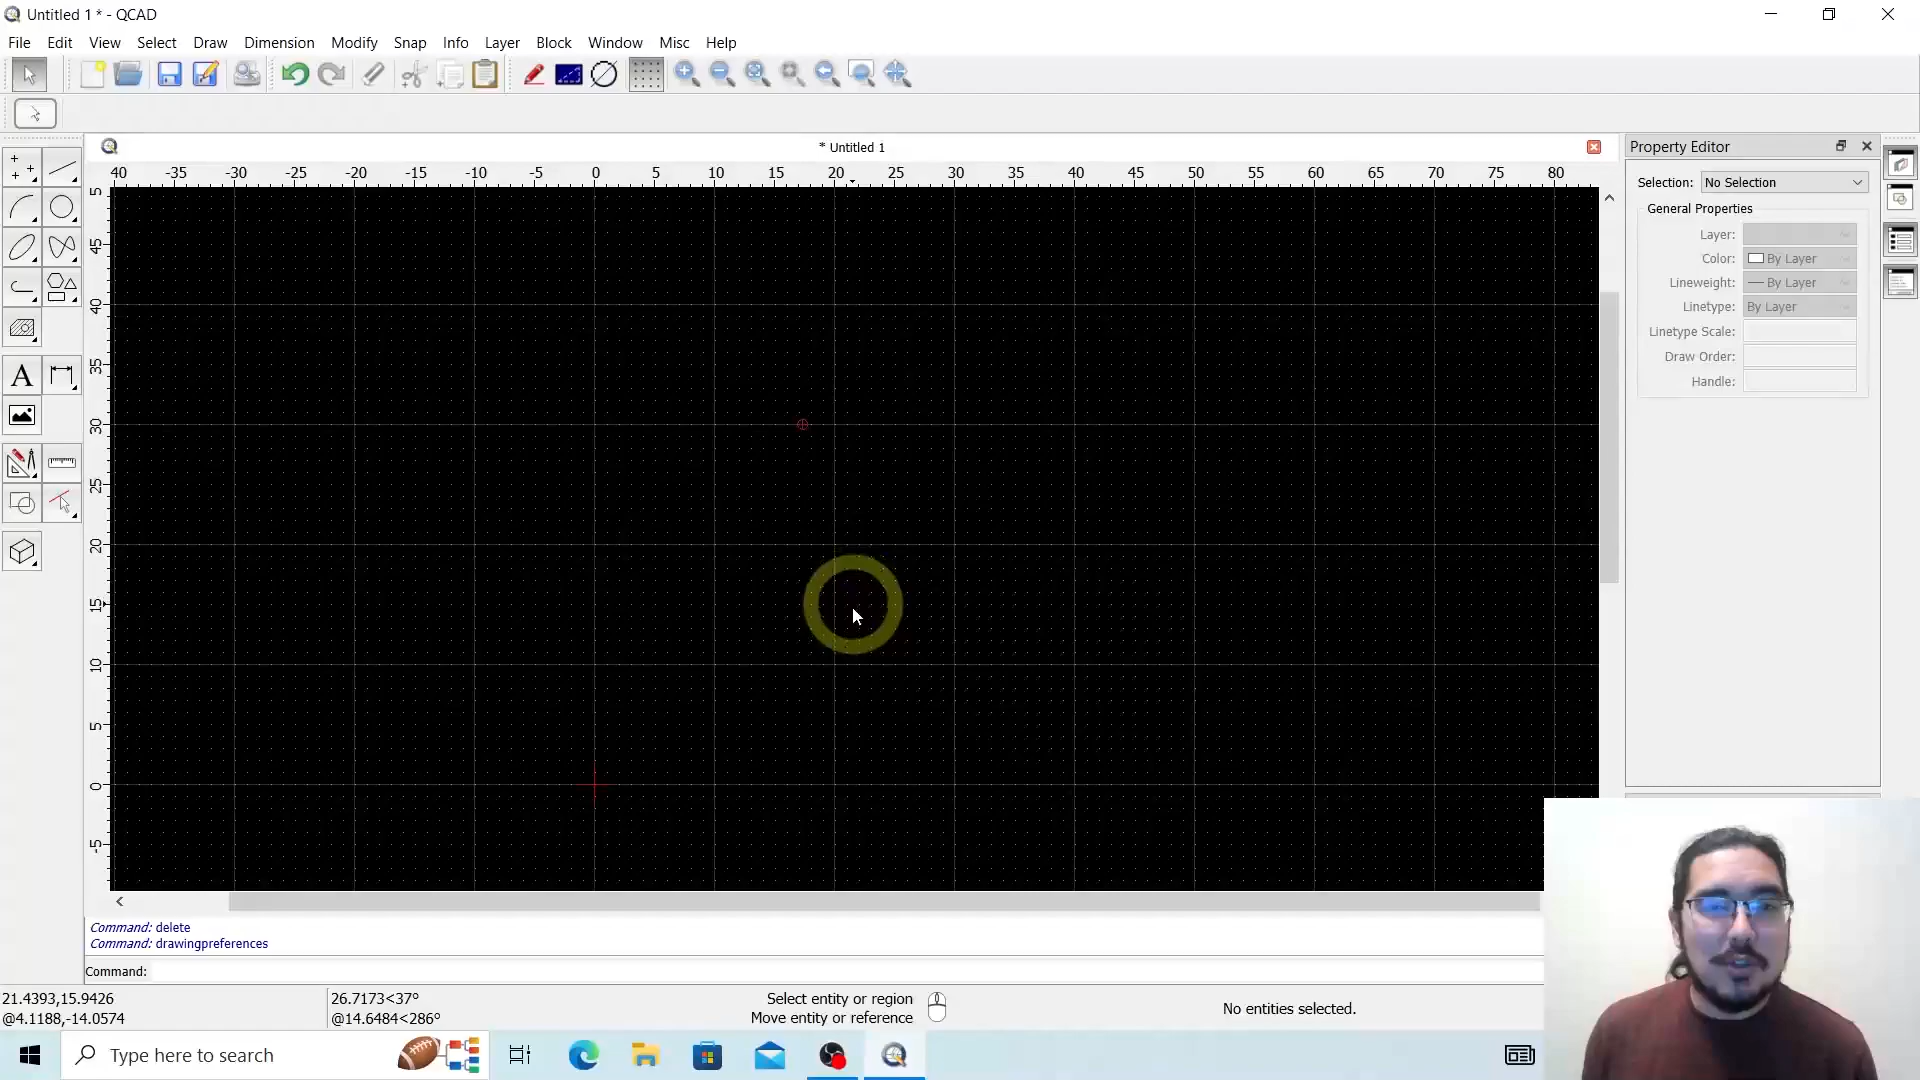 Untitled 1 * - QCAD
File Edit View Select Draw Dimension Modify Snap Info Layer Block Window Misc Help
* Untitled 1
40 -35 -30 -25 -20 -15 -10 -5 0 5 10 15 20 25 30 35 40 45 50 55 60 65 70 75 80
5
45
40
35
30
25
20
15
10
5
0
-5
Property Editor
Selection: No Selection
General Properties
Layer:
Color: By Layer
Lineweight: By Layer
Linetype: By Layer
Linetype Scale:
Draw Order:
Handle:
A
Command: delete
Command: drawingpreferences
Command:
21.4393,15.9426
@4.1188,-14.0574
26.7173<37°
@14.6484<286°
Select entity or region
Move entity or reference
No entities selected.
Type here to search